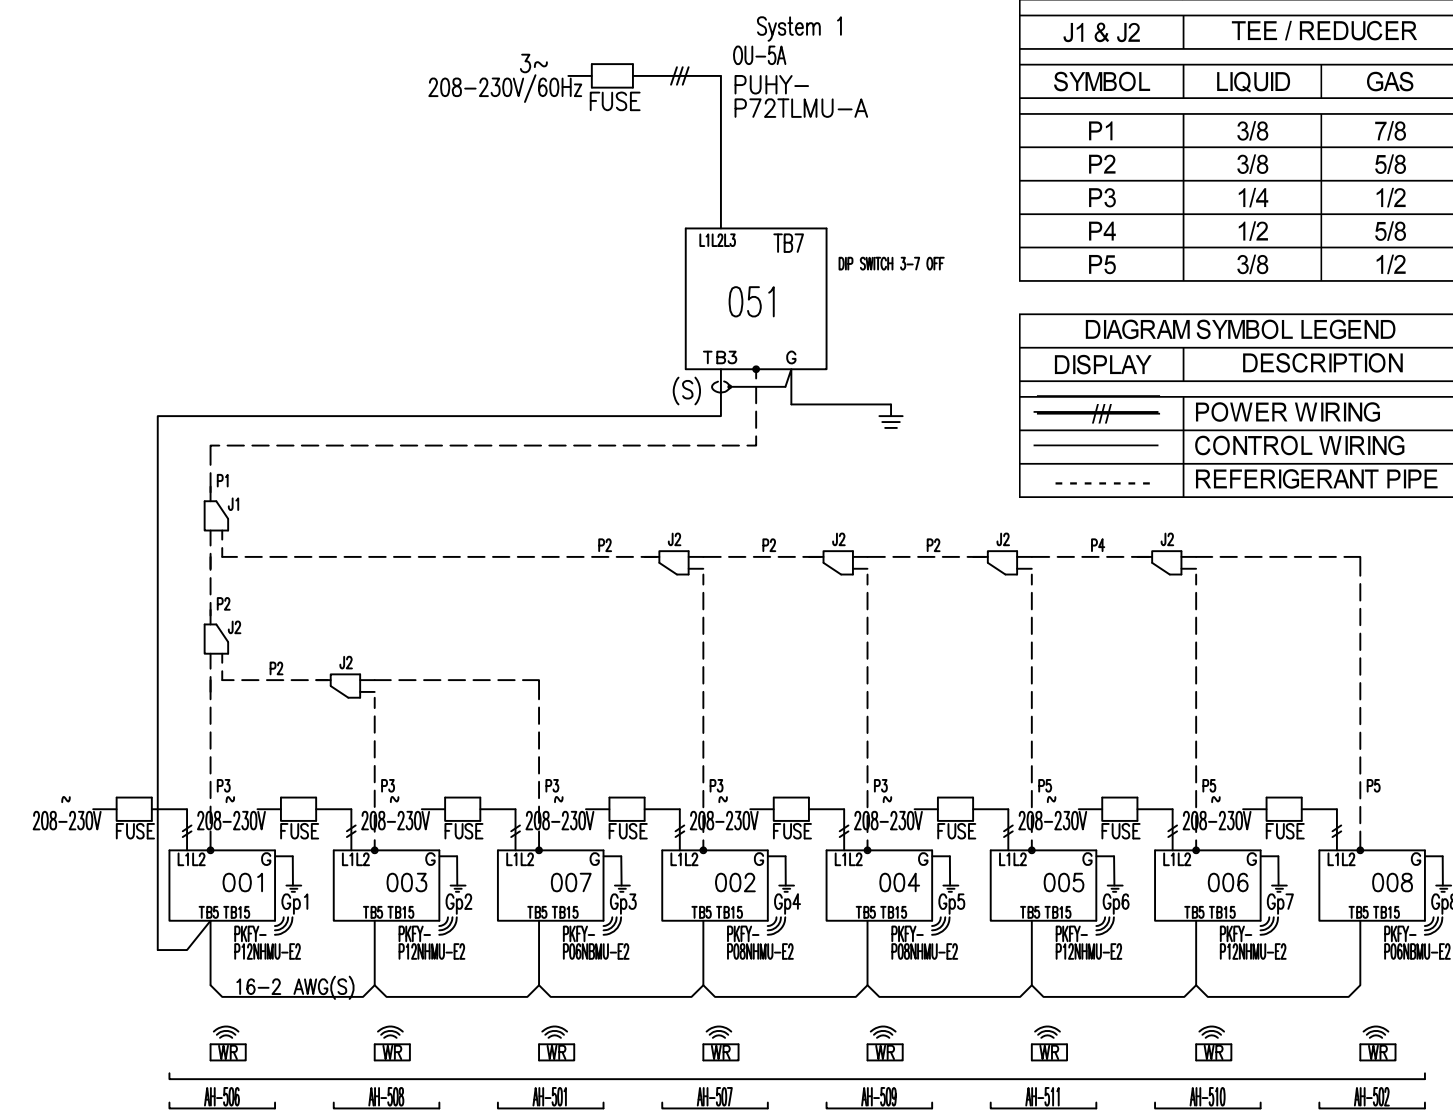 System 1
OU-5A
PUHY-
P72TLMU-A
3~
208-230V/60Hz
FUSE
J1 & J2 TEE / REDUCER
SYMBOL LIQUID GAS
P1 3/8 7/8
P2 3/8 5/8
P3 1/4 1/2
P4 1/2 5/8
P5 3/8 1/2
L1L2L3 TB7
051
TB3 G
DIP SWITCH 3-7 OFF
(S)
DIAGRAM SYMBOL LEGEND
DISPLAY DESCRIPTION
POWER WIRING
CONTROL WIRING
REFERIGERANT PIPE
P1
J1
P2 J2 P2 J2 P2 J2 P4 J2
P2
J2
P2 J2
P3 P3 P3 P3 P3 P5 P5 P5
~ ~ ~ ~ ~ ~ ~ ~
208-230V 208-230V 208-230V 208-230V 208-230V 208-230V 208-230V 208-230V
FUSE FUSE FUSE FUSE FUSE FUSE FUSE FUSE
L1L2 G L1L2 G L1L2 G L1L2 G L1L2 G L1L2 G L1L2 G L1L2 G
001 003 007 002 004 005 006 008
Gp1 Gp2 Gp3 Gp4 Gp5 Gp6 Gp7 Gp8
TB5 TB15 TB5 TB15 TB5 TB15 TB5 TB15 TB5 TB15 TB5 TB15 TB5 TB15 TB5 TB15
PKFY- PKFY- PKFY- PKFY- PKFY- PKFY- PKFY- PKFY-
P12NHMU-E2 P12NHMU-E2 P06NBMU-E2 P08NHMU-E2 P08NHMU-E2 P12NHMU-E2 P12NHMU-E2 P06NBMU-E2
16-2 AWG(S)
WR WR WR WR WR WR WR WR
AH-506 AH-508 AH-501 AH-507 AH-509 AH-511 AH-510 AH-502